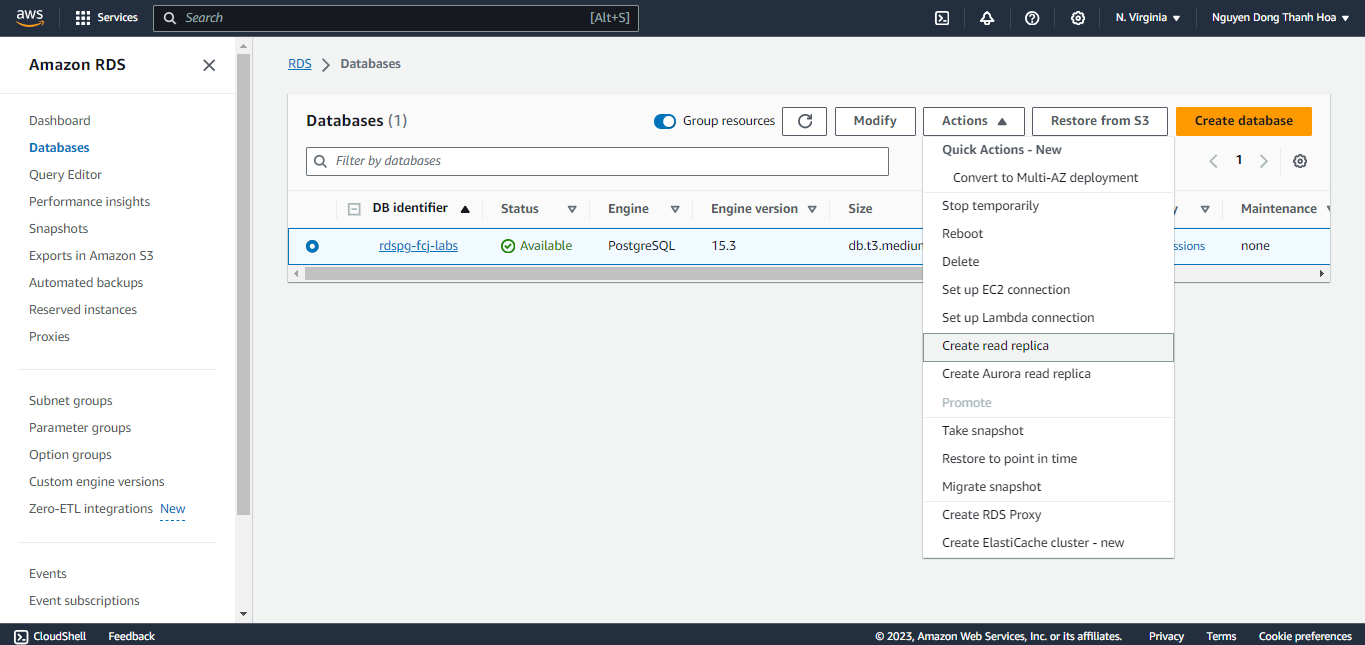 aws Services Search [Alt+S] N. Virginia Nguyen Dong Thanh Hoa
Amazon RDS
Dashboard
Databases
Query Editor
Performance insights
Snapshots
Exports in Amazon S3
Automated backups
Reserved instances
Proxies
Subnet groups
Parameter groups
Option groups
Custom engine versions
Zero-ETL integrations New
Events
Event subscriptions
RDS Databases
Databases (1) Group resources Modify Actions Restore from S3 Create database
Filter by databases 1
DB identifier Status Engine Engine version Size Maintenance
rdspg-fcj-labs Available PostgreSQL 15.3 db.t3.medium ssions none
Quick Actions - New
Convert to Multi-AZ deployment
Stop temporarily
Reboot
Delete
Set up EC2 connection
Set up Lambda connection
Create read replica
Create Aurora read replica
Promote
Take snapshot
Restore to point in time
Migrate snapshot
Create RDS Proxy
Create ElastiCache cluster - new
CloudShell Feedback © 2023, Amazon Web Services, Inc. or its affiliates. Privacy Terms Cookie preferences